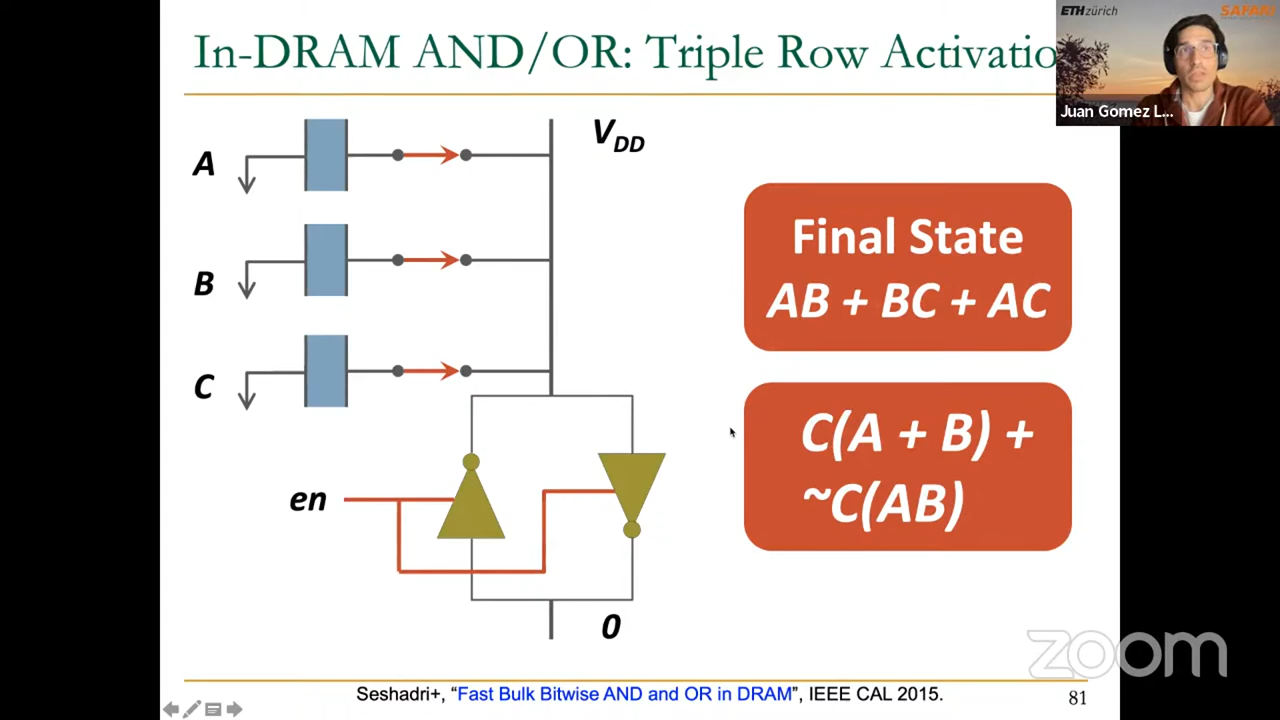 In-DRAM AND/OR: Triple Row Activatio
ETH zürich
SAFARI
Juan Gomez L...
A
VDD
B
C
Final State
AB + BC + AC
C(A + B) +
~C(AB)
en
0
zoom
Seshadri+, “Fast Bulk Bitwise AND and OR in DRAM”, IEEE CAL 2015.
81